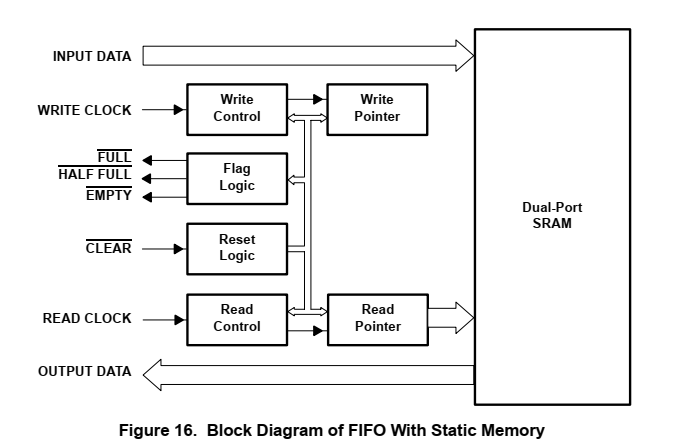 INPUT DATA
WRITE CLOCK
Write
Control
Write
Pointer
FULL
HALF FULL
EMPTY
Flag
Logic
Dual-Port
SRAM
CLEAR
Reset
Logic
READ CLOCK
Read
Control
Read
Pointer
OUTPUT DATA
Figure 16. Block Diagram of FIFO With Static Memory